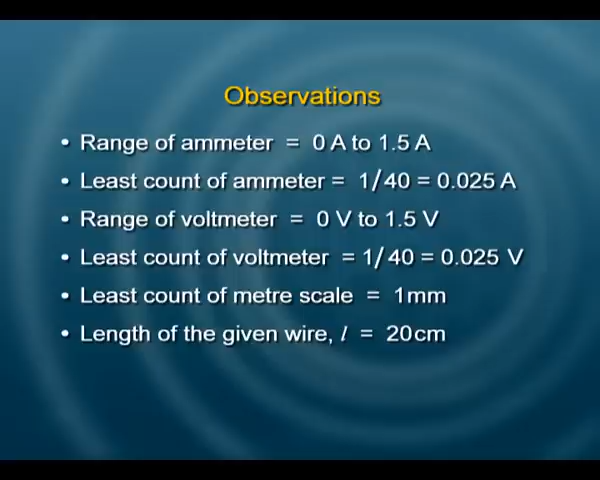 Observations
• Range of ammeter = 0 A to 1.5 A
• Least count of ammeter = 1/40 = 0.025 A
• Range of voltmeter = 0 V to 1.5 V
• Least count of voltmeter = 1/40 = 0.025 V
• Least count of metre scale = 1mm
• Length of the given wire, l = 20cm